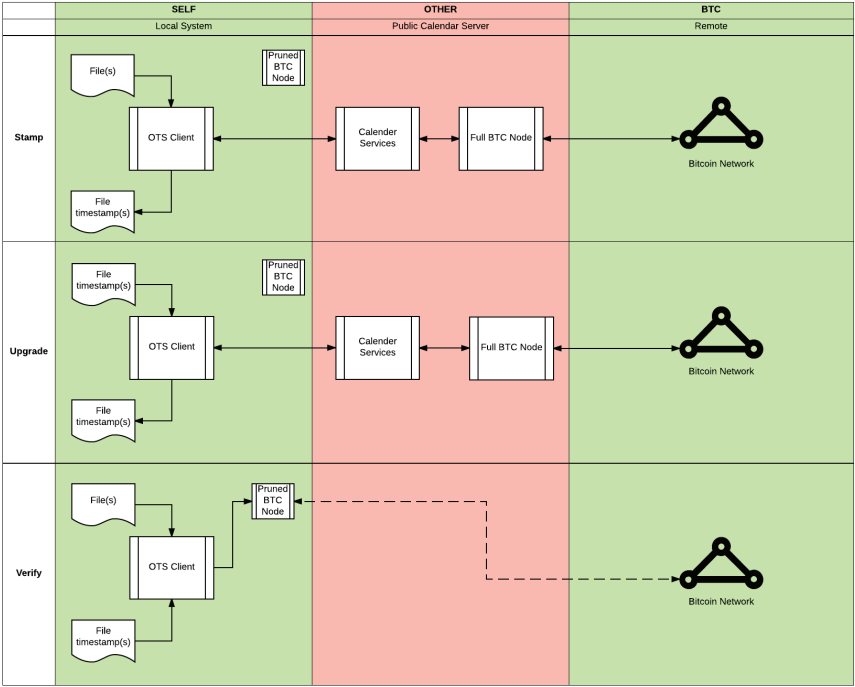 SELF
OTHER
BTC
Local System
Public Calendar Server
Remote
Stamp
File(s)
Pruned
BTC
Node
OTS Client
Calender
Services
Full BTC Node
Bitcoin Network
File
timestamp(s)
Upgrade
File
timestamp(s)
Pruned
BTC
Node
OTS Client
Calender
Services
Full BTC Node
Bitcoin Network
File
timestamp(s)
Verify
File(s)
Pruned
BTC
Node
OTS Client
Bitcoin Network
File
timestamp(s)